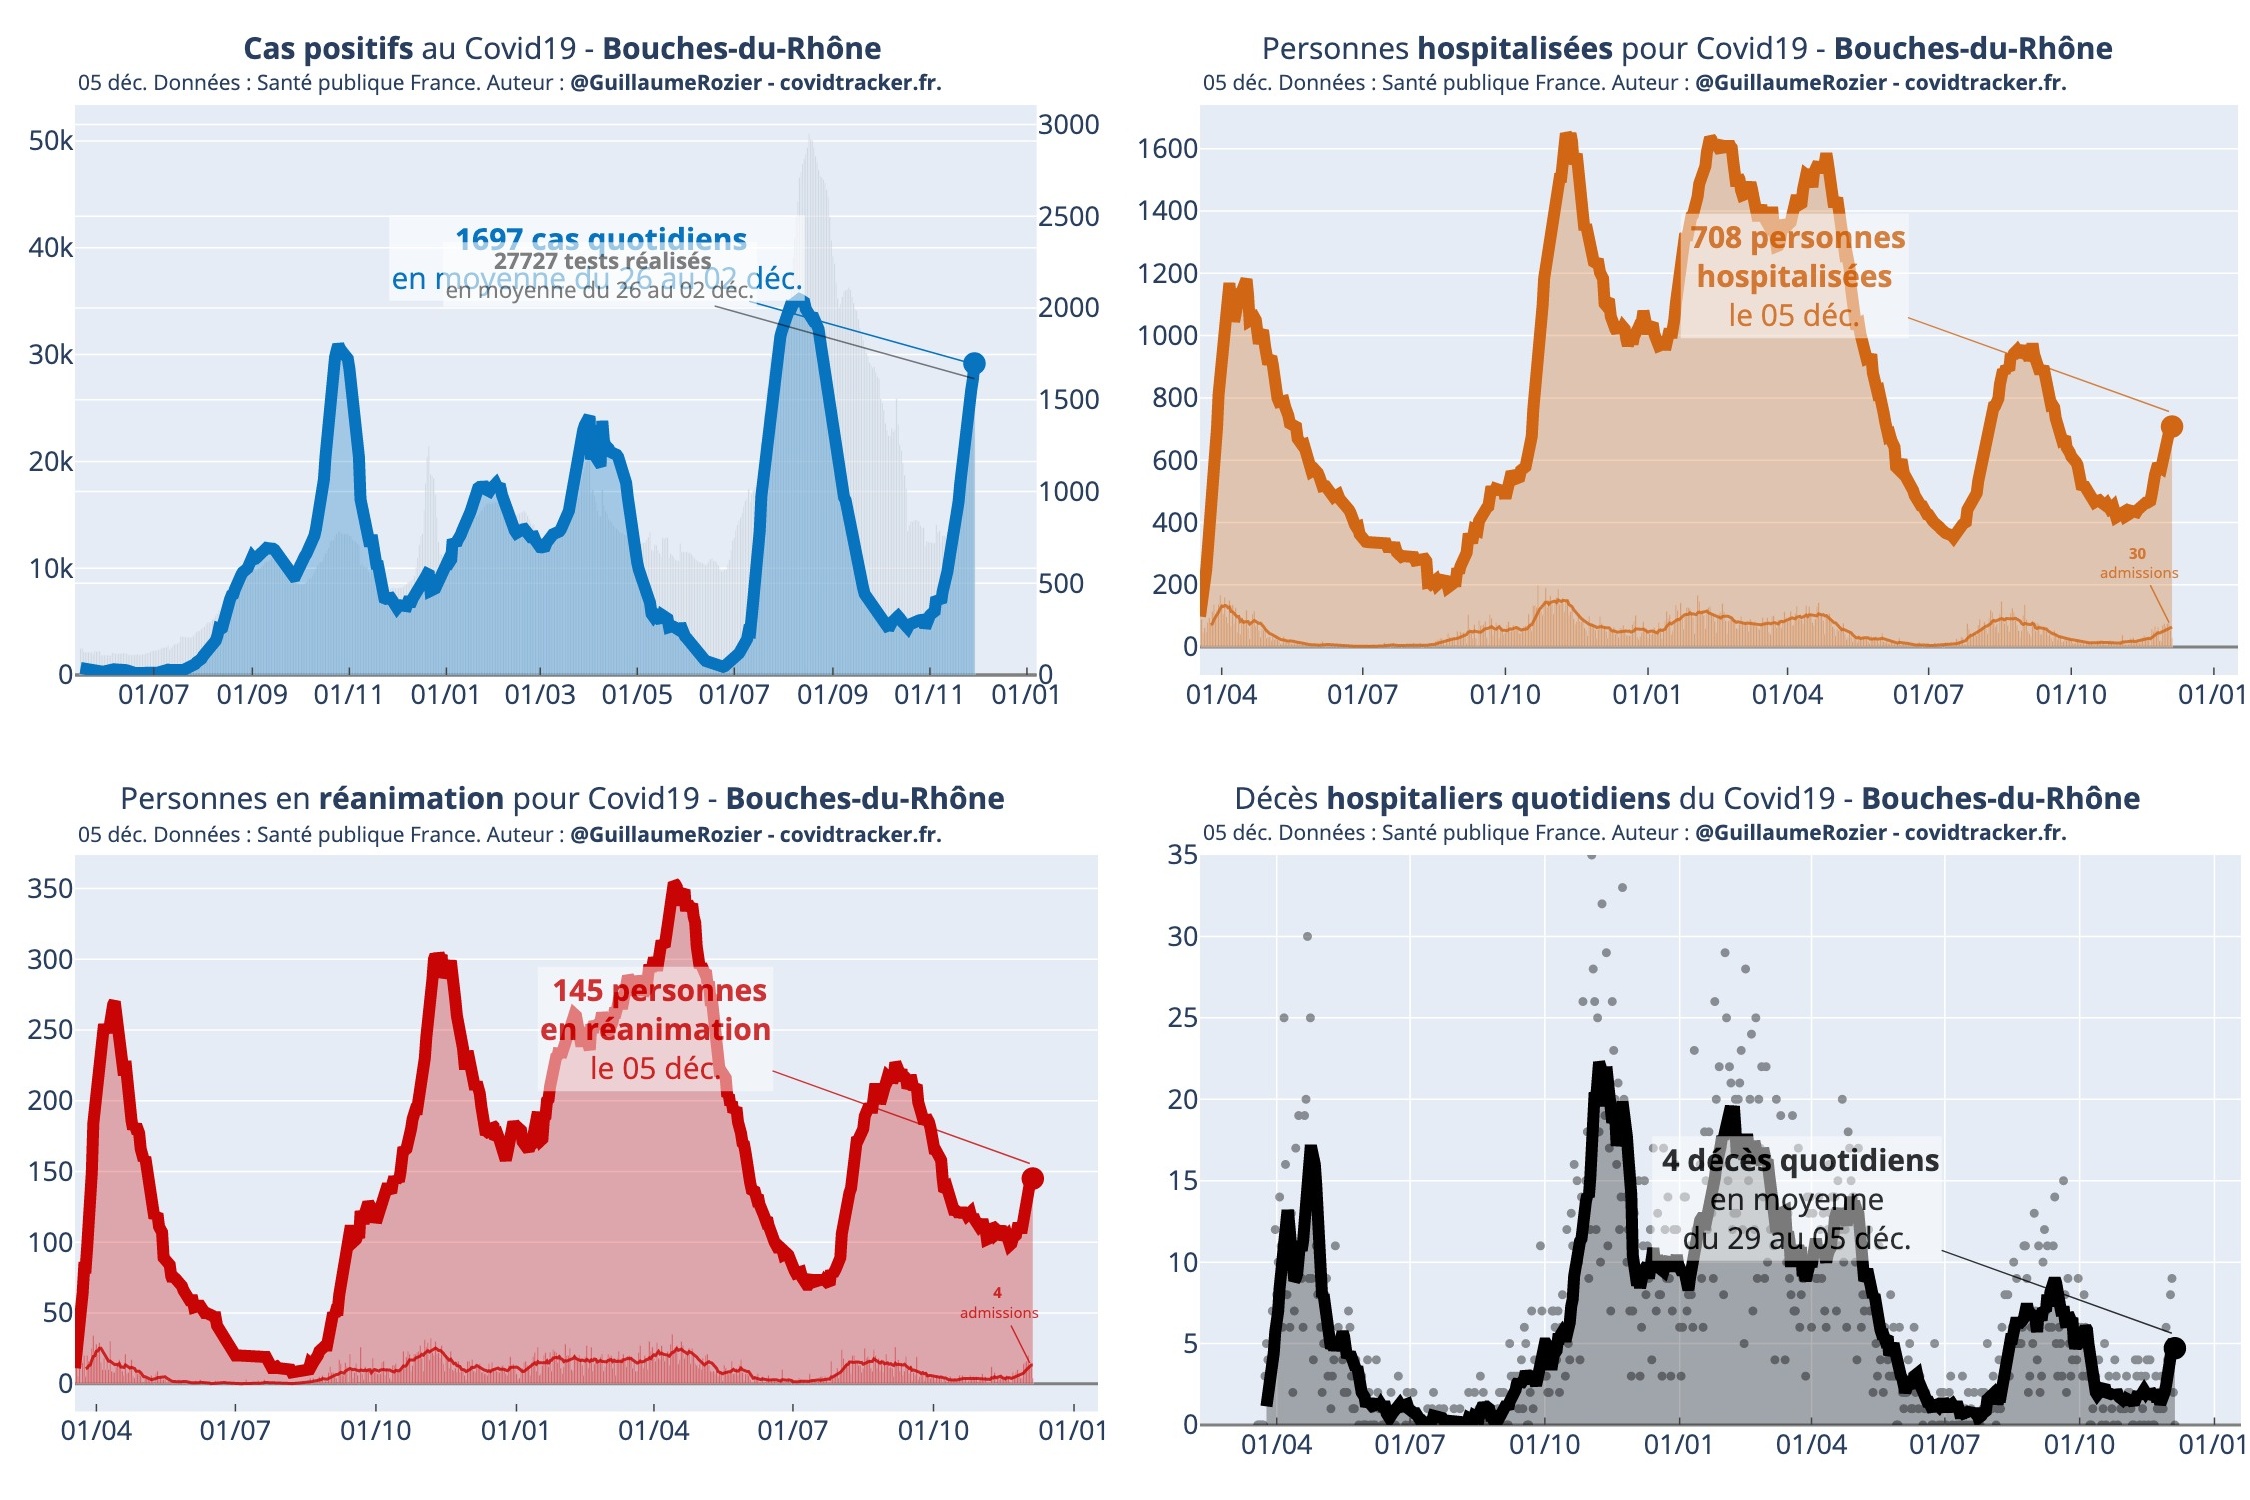 Cas positifs au Covid19 - Bouches-du-Rhône
05 déc. Données : Santé publique France. Auteur : @GuillaumeRozier - covidtracker.fr.
50k
40k
30k
20k
10k
0
3000
2500
2000
1500
1000
500
0
1697 cas quotidiens
en moyenne du 26 au 02 déc.
27727 tests réalisés
en moyenne du 26 au 02 déc.
01/07 01/09 01/11 01/01 01/03 01/05 01/07 01/09 01/11 01/01
Personnes hospitalisées pour Covid19 - Bouches-du-Rhône
05 déc. Données : Santé publique France. Auteur : @GuillaumeRozier - covidtracker.fr.
1600
1400
1200
1000
800
600
400
200
0
708 personnes
hospitalisées
le 05 déc.
30
admissions
01/04 01/07 01/10 01/01 01/04 01/07 01/10 01/01
Personnes en réanimation pour Covid19 - Bouches-du-Rhône
05 déc. Données : Santé publique France. Auteur : @GuillaumeRozier - covidtracker.fr.
350
300
250
200
150
100
50
0
145 personnes
en réanimation
le 05 déc.
4
admissions
01/04 01/07 01/10 01/01 01/04 01/07 01/10 01/01
Décès hospitaliers quotidiens du Covid19 - Bouches-du-Rhône
05 déc. Données : Santé publique France. Auteur : @GuillaumeRozier - covidtracker.fr.
35
30
25
20
15
10
5
0
4 décès quotidiens
en moyenne
du 29 au 05 déc.
01/04 01/07 01/10 01/01 01/04 01/07 01/10 01/01